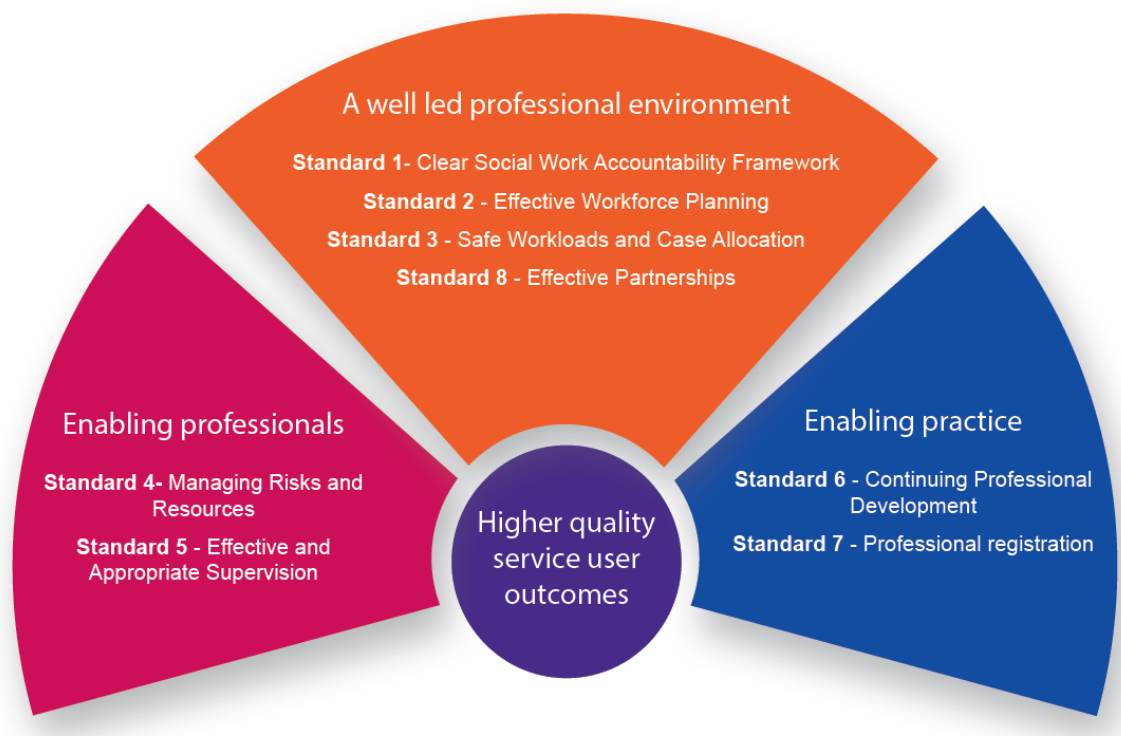 A well led professional environment
Standard 1- Clear Social Work Accountability Framework
Standard 2 - Effective Workforce Planning
Standard 3 - Safe Workloads and Case Allocation
Standard 8 - Effective Partnerships
Enabling professionals
Standard 4- Managing Risks and
Resources
Standard 5 - Effective and
Appropriate Supervision
Higher quality
service user
outcomes
Enabling practice
Standard 6 - Continuing Professional
Development
Standard 7 - Professional registration